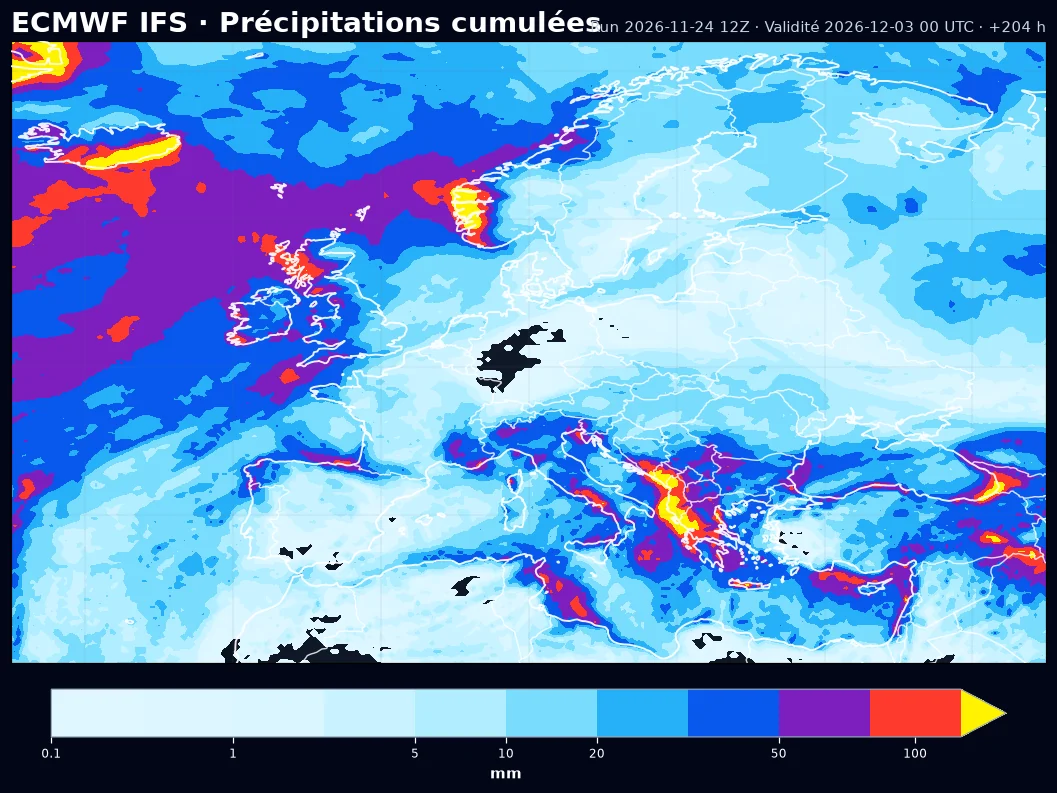 ECMWF IFS · Précipitations cumulées
Run 2026-11-24 12Z · Validité 2026-12-03 00 UTC · +204 h
0.1 1 5 10 20 50 100
mm